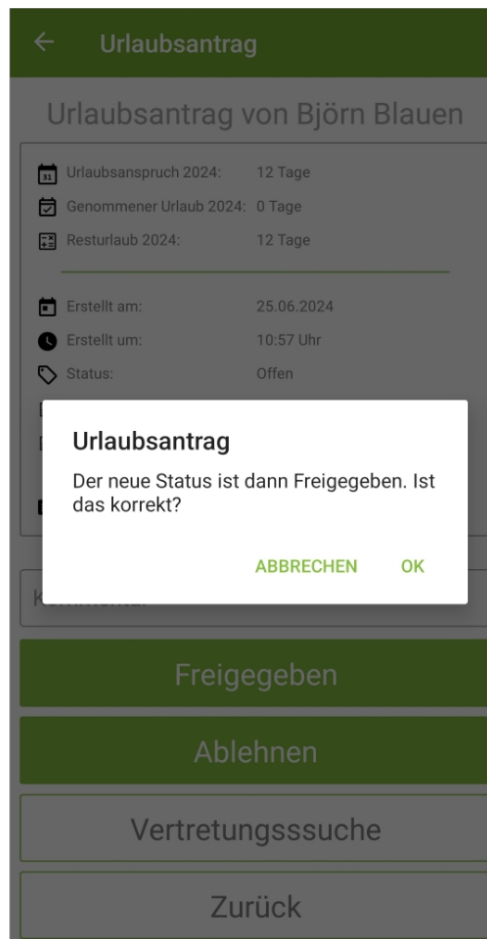 Urlaubsantrag
Urlaubsantrag von Björn Blauen
Urlaubsanspruch 2024: 12 Tage
Genommener Urlaub 2024: 0 Tage
Resturlaub 2024: 12 Tage
Erstellt am: 25.06.2024
Erstellt um: 10:57 Uhr
Status: Offen
Urlaubsantrag
Der neue Status ist dann Freigegeben. Ist
das korrekt?
ABBRECHEN OK
Freigegeben
Ablehnen
Vertretungsssuche
Zurück